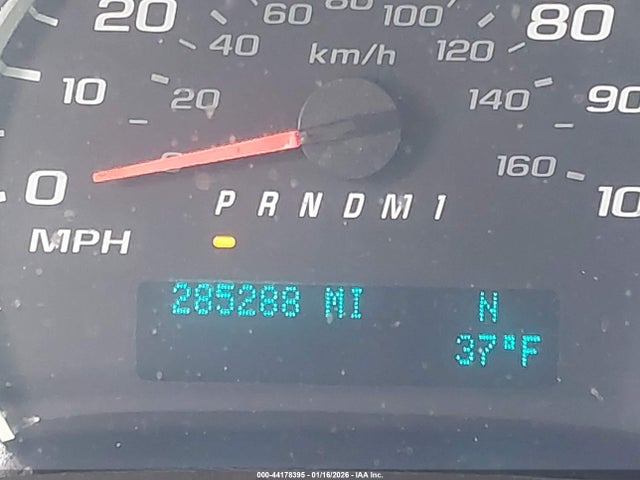 20 60 80 100 80
40 km/h 120
10 20 140 90
0 160 10
P R N D M 1
MPH
285288 MI N
37°F
000-44178395 - 01/16/2026 - IAA Inc.